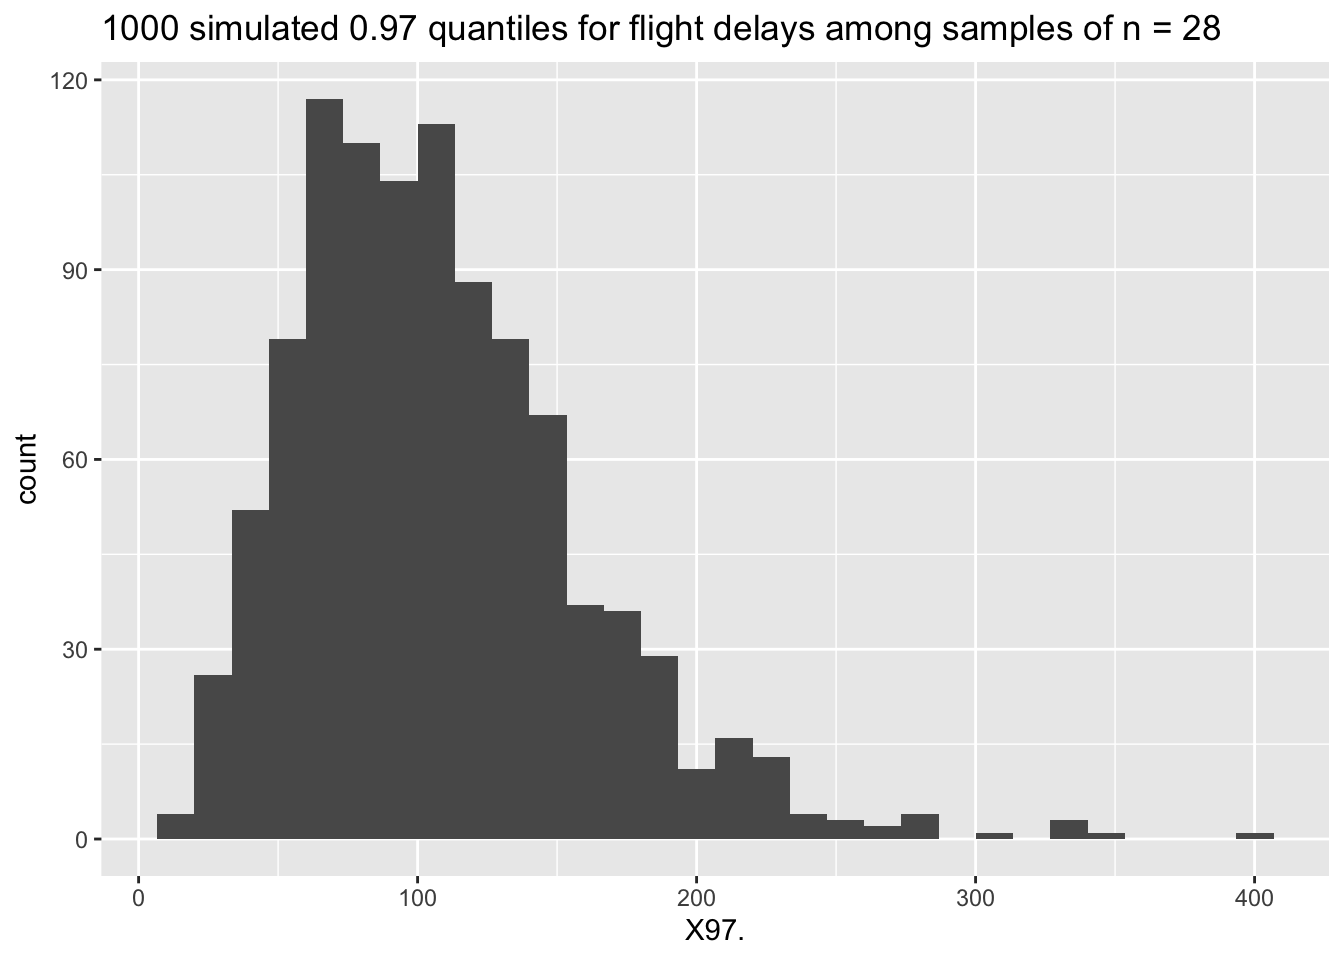 1000 simulated 0.97 quantiles for flight delays among samples of n = 28
120
90
60
30
0
count
0 100 200 300 400
X97.